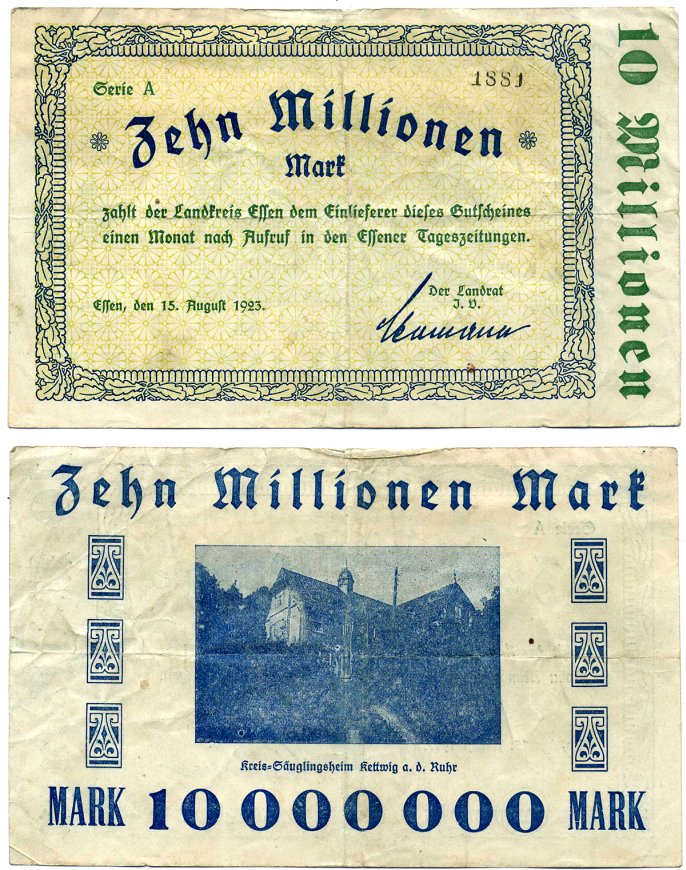 Serie A
1881
Zehn Millionen
Mark
zahlt der Landkreis Essen dem Einlieferer dieses Gutscheines
einen Monat nach Aufruf in den Essener Tageszeitungen.
Essen, den 15. August 1923.
Der Landrat
J. V.
10 Millionen
Zehn Millionen Mark
Kreis-Säuglingsheim Kettwig a. d. Ruhr
MARK 10 000 000 MARK